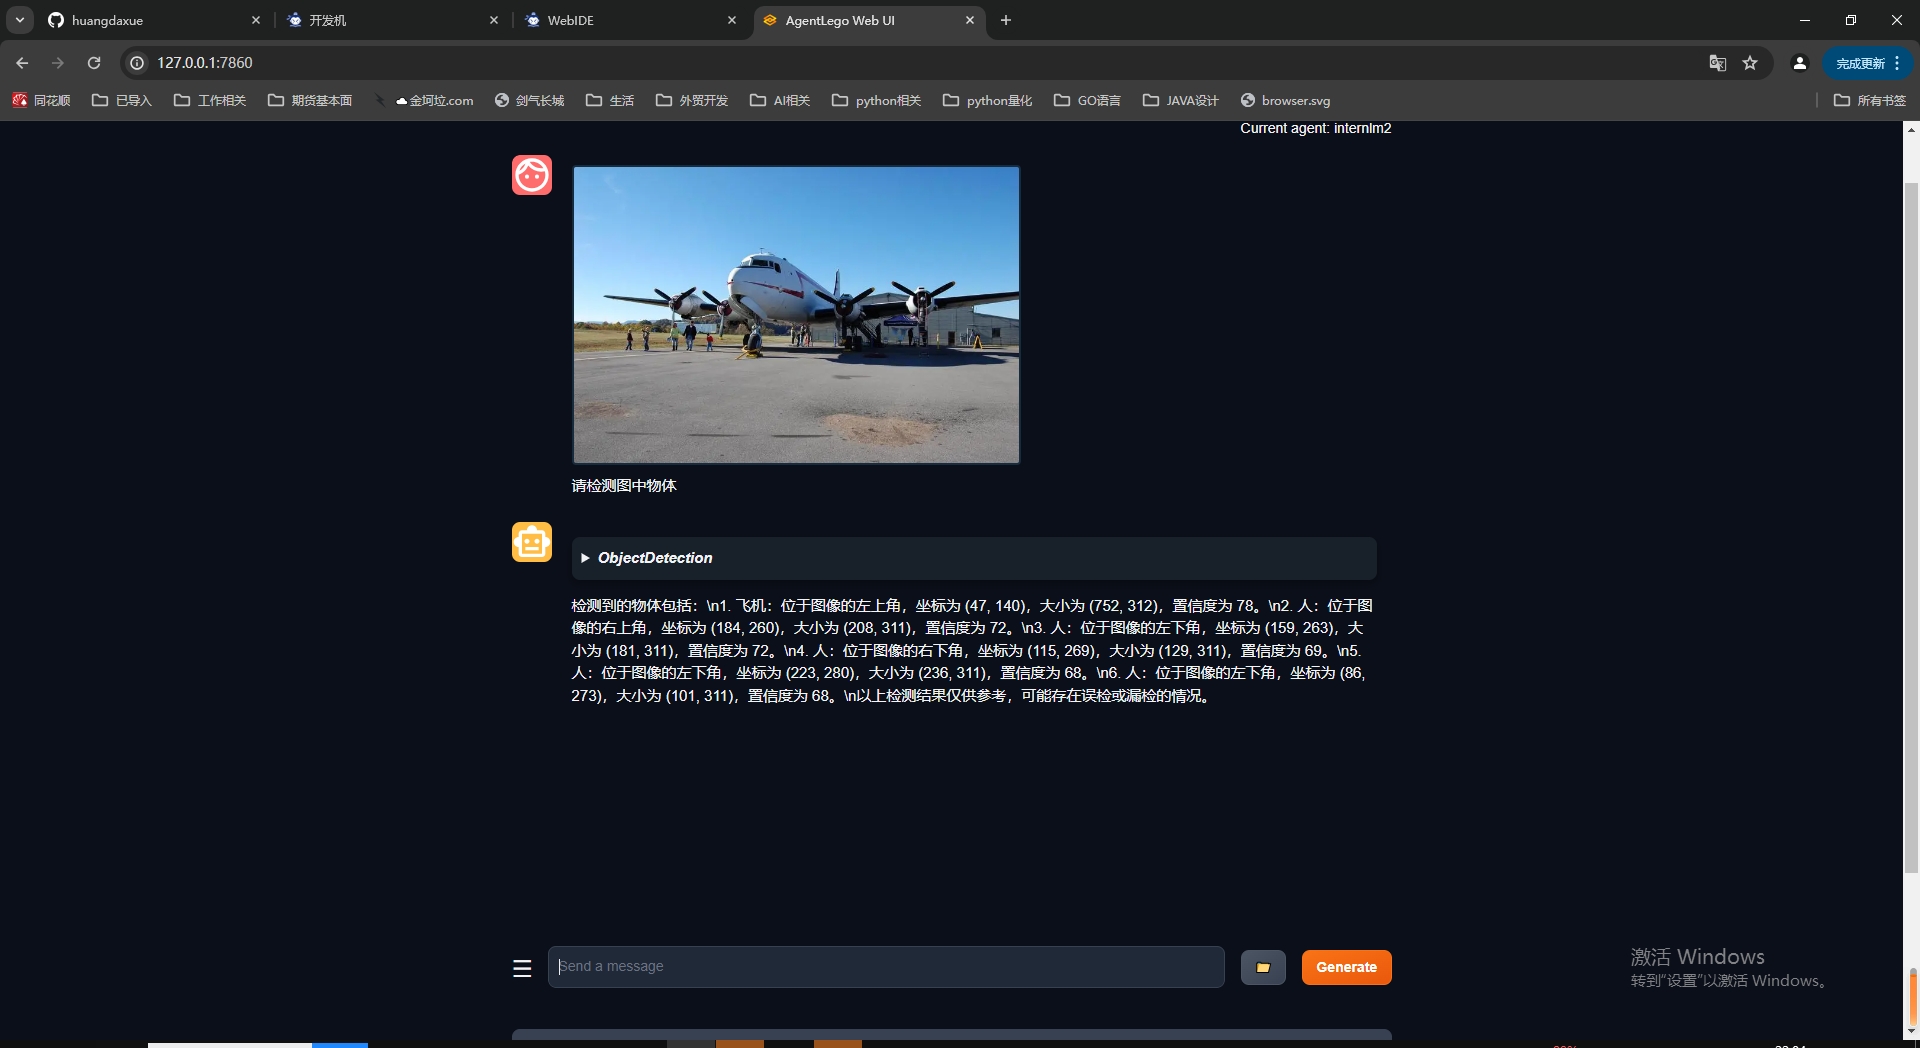 huangdaxue
开发机
WebIDE
AgentLego Web UI
127.0.0.1:7860
完成更新
同花顺
已导入
工作相关
期货基本面
金坷垃.com
剑气长城
生活
外贸开发
AI相关
python相关
python量化
GO语言
JAVA设计
browser.svg
所有书签
Current agent: internlm2
请检测图中物体
ObjectDetection
检测到的物体包括：\n1. 飞机：位于图像的左上角，坐标为 (47, 140)，大小为 (752, 312)，置信度为 78。\n2. 人：位于图
像的右上角，坐标为 (184, 260)，大小为 (208, 311)，置信度为 72。\n3. 人：位于图像的左下角，坐标为 (159, 263)，大
小为 (181, 311)，置信度为 72。\n4. 人：位于图像的右下角，坐标为 (115, 269)，大小为 (129, 311)，置信度为 69。\n5.
人：位于图像的左下角，坐标为 (223, 280)，大小为 (236, 311)，置信度为 68。\n6. 人：位于图像的左下角，坐标为 (86,
273)，大小为 (101, 311)，置信度为 68。\n以上检测结果仅供参考，可能存在误检或漏检的情况。
Send a message
Generate
激活 Windows
转到“设置”以激活 Windows。